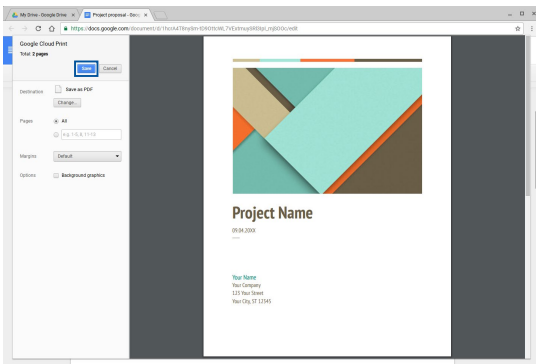 My Drive - Google Drive
Project proposal - Goog
https://docs.google.com/document/d/
/edit
Google Cloud Print
Total: 2 pages
Save
Cancel
Destination
Save as PDF
Change...
Pages
All
e.g. 1-5, 8, 11-13
Margins
Default
Options
Background graphics
Project Name
09.04.20XX
Your Name
Your Company
123 Your Street
Your City, ST 12345